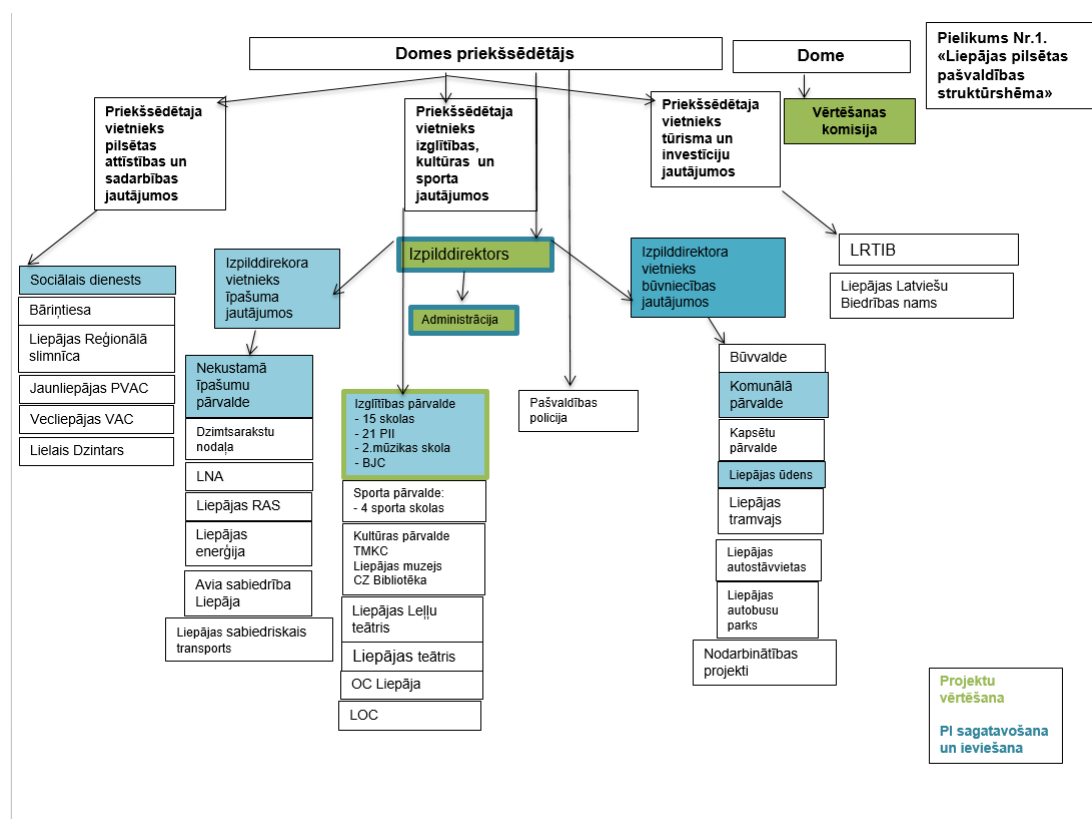 Pielikums Nr.1.
«Liepājas pilsētas
pašvaldības
struktūrshēma»
Domes priekšsēdētājs
Dome
Vērtēšanas
komisija
Priekšsēdētaja
vietnieks
pilsētas
attīstības un
sadarbības
jautājumos
Priekšsēdētaja
vietnieks
izglītības,
kultūras un
sporta
jautājumos
Priekšsēdētaja
vietnieks
tūrisma un
investīciju
jautājumos
Izpilddirektors
Administrācija
Izpilddirekora
vietnieks
īpašuma
jautājumos
Izpilddirektora
vietnieks
būvniecības
jautājumos
LRTIB
Liepājas Latviešu
Biedrības nams
Sociālais dienests
Bāriņtiesa
Liepājas Reģionālā
slimnīca
Jaunliepājas PVAC
Vecliepājas VAC
Lielais Dzintars
Nekustamā
īpašumu
pārvalde
Dzimtsarakstu
nodaļa
LNA
Liepājas RAS
Liepājas
enerģija
Avia sabiedrība
Liepāja
Liepājas sabiedriskais
transports
Izglītības pārvalde
- 15 skolas
- 21 PII
- 2.mūzikas skola
- BJC
Sporta pārvalde:
- 4 sporta skolas
Kultūras pārvalde
TMKC
Liepājas muzejs
CZ Bibliotēka
Liepājas Leļļu
teātris
Liepājas teātris
OC Liepāja
LOC
Pašvaldības
policija
Būvvalde
Komunālā
pārvalde
Kapsētu
pārvalde
Liepājas ūdens
Liepājas
tramvajs
Liepājas
autostāvvietas
Liepājas
autobusu
parks
Nodarbinātības
projekti
Projektu
vērtēšana
PI sagatavošana
un ieviešana